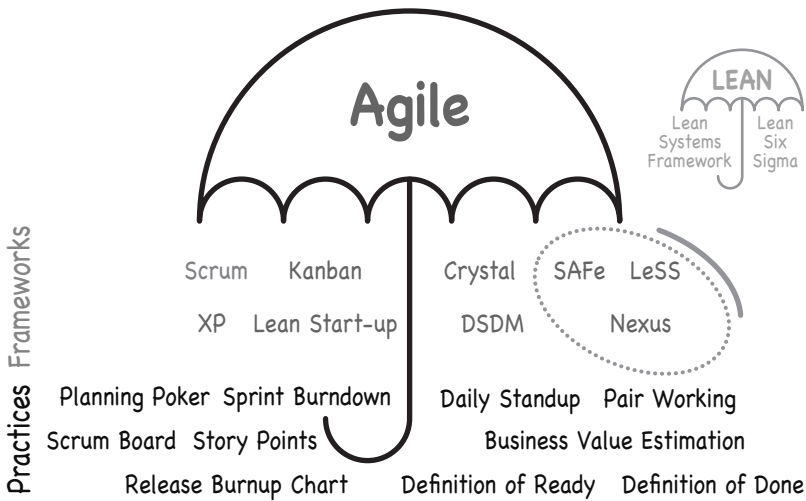 Agile
LEAN
Lean Systems Framework
Lean Six Sigma
Frameworks
Scrum Kanban Crystal SAFe LeSS
XP Lean Start-up DSDM Nexus
Practices
Planning Poker Sprint Burndown Daily Standup Pair Working
Scrum Board Story Points Business Value Estimation
Release Burnup Chart Definition of Ready Definition of Done